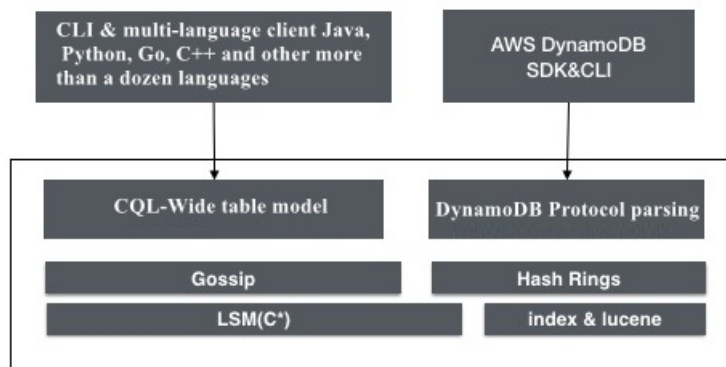 CLI & multi-language client Java,
Python, Go, C++ and other more
than a dozen languages
AWS DynamoDB
SDK&CLI
CQL-Wide table model
DynamoDB Protocol parsing
Gossip
Hash Rings
LSM(C*)
index & lucene